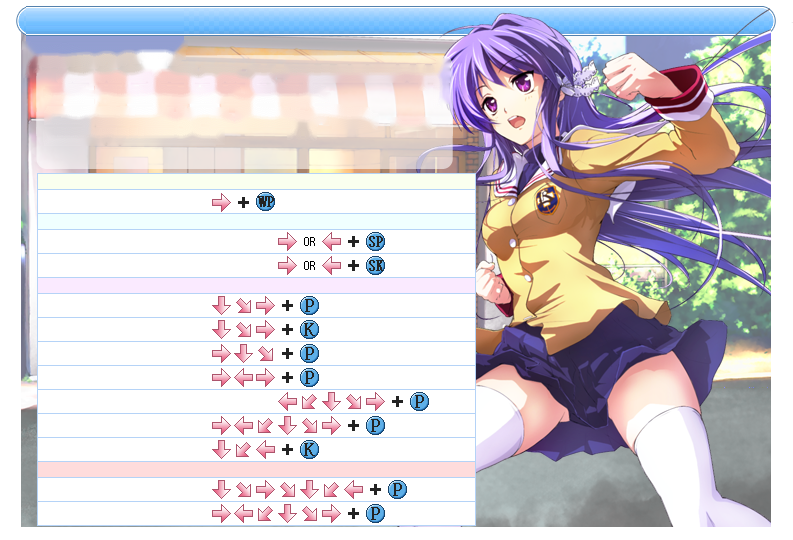 ➡ + WP
➡ OR ⬅ + SP
➡ OR ⬅ + SK
⬇ ↘ ➡ + P
⬇ ↘ ➡ + K
➡ ⬇ ↘ + P
➡ ⬅ ➡ + P
⬅ ↙ ⬇ ↘ ➡ + P
➡ ⬅ ↙ ⬇ ↘ ➡ + P
⬇ ↙ ⬅ + K
⬇ ↘ ➡ ↘ ⬇ ↙ ⬅ + P
➡ ⬅ ↙ ⬇ ↘ ➡ + P